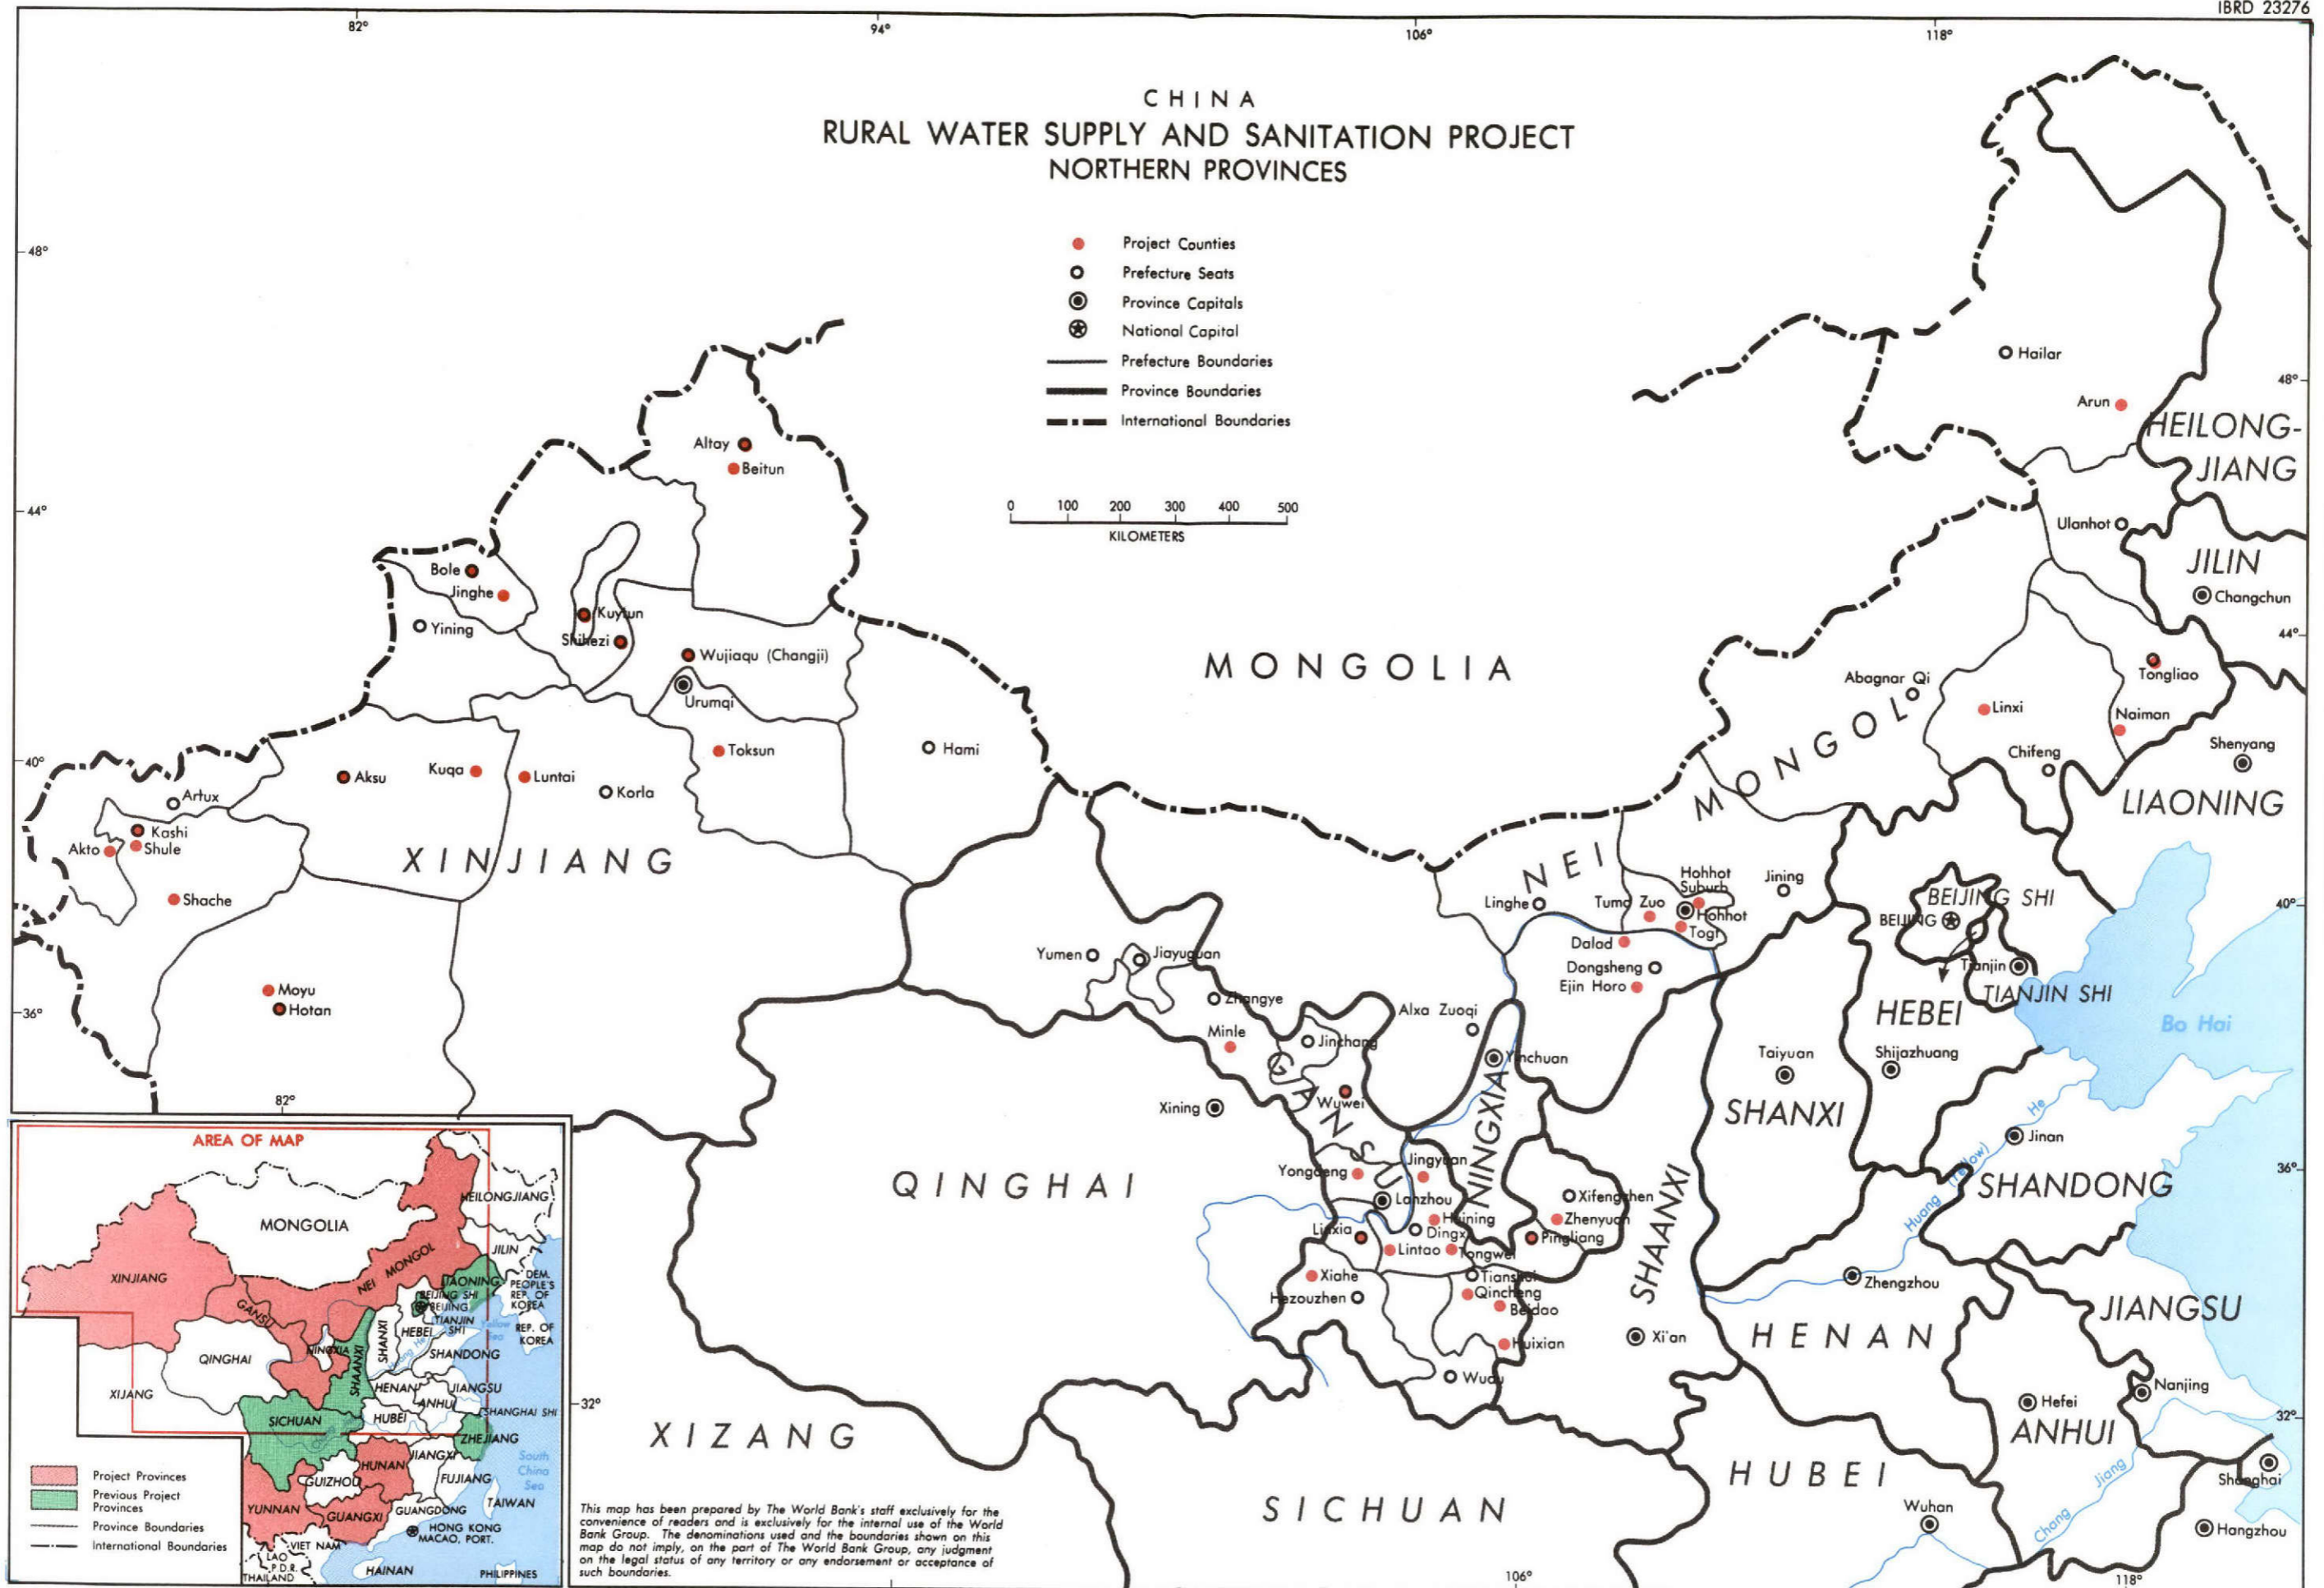 IBRD 23276
82°
94°
106°
118°
CHINA
RURAL WATER SUPPLY AND SANITATION PROJECT
NORTHERN PROVINCES
Project Counties
Prefecture Seats
Province Capitals
National Capital
Prefecture Boundaries
Province Boundaries
International Boundaries
0 100 200 300 400 500
KILOMETERS
48°
44°
40°
36°
82°
32°
48°
44°
40°
36°
32°
106°
118°
Hailar
Arun
HEILONG-
JIANG
Ulanhot
JILIN
Changchun
Altay
Beitun
Bole
Jinghe
Yining
Kuytun
Shihezi
Wujiaqu (Changji)
Urumqi
Toksun
Hami
Aksu
Kuqa
Luntai
Korla
Artux
Kashi
Akto
Shule
Shache
XINJIANG
Moyu
Hotan
MONGOLIA
Abagnar Qi
Linxi
Tongliao
Naiman
Chifeng
Shenyang
LIAONING
NEI
MONGOL
Hohhot
Suburb
Jining
Linghe
Tumd Zuo
Hohhot
Togt
Dalad
Dongsheng
Ejin Horo
BEIJING SHI
BEIJING
Tianjin
TIANJIN SHI
HEBEI
Bo Hai
Yumen
Jiayuguan
Zhangye
Minle
Jinchang
Alxa Zuoqi
Yinchuan
Taiyuan
Shijazhuang
SHANXI
GANSU
Wuwei
Xining
NINGXIA
Yongdeng
Jingyuan
Lanzhou
Huining
Dingxi
Linxia
Lintao
Tongwei
Xifengzhen
Zhenyuan
Pingliang
Xiahe
Hezouzhen
Tianshui
Qincheng
Beidao
Huixian
Wudu
SHAANXI
Xi'an
QINGHAI
He
(Yellow)
Huang
Jinan
SHANDONG
Zhengzhou
HENAN
JIANGSU
Hefei
Nanjing
ANHUI
Shanghai
Hangzhou
Chang Jiang
Wuhan
HUBEI
SICHUAN
XIZANG
AREA OF MAP
HEILONGJIANG
MONGOLIA
JILIN
XINJIANG
NEI MONGOL
LIAONING
DEM.
PEOPLE'S
REP. OF
KOREA
GANSU
BEIJING SHI
BEIJING
TIANJIN
SHI
Yellow
Sea
REP. OF
KOREA
HEBEI
SHANXI
NINGXIA
SHAANXI
Huang He
SHANDONG
QINGHAI
XIJANG
HENAN
JIANGSU
ANHUI
SHANGHAI SHI
SICHUAN
HUBEI
Chang
ZHEJIANG
HUNAN
JIANGXI
GUIZHOU
FUJIANG
South
China
Sea
YUNNAN
GUANGXI
GUANGDONG
TAIWAN
HONG KONG
MACAO, PORT.
VIET NAM
LAO
P.D.R.
THAILAND
HAINAN
PHILIPPINES
Project Provinces
Previous Project
Provinces
Province Boundaries
International Boundaries
This map has been prepared by The World Bank's staff exclusively for the
convenience of readers and is exclusively for the internal use of the World
Bank Group. The denominations used and the boundaries shown on this
map do not imply, on the part of The World Bank Group, any judgment
on the legal status of any territory or any endorsement or acceptance of
such boundaries.